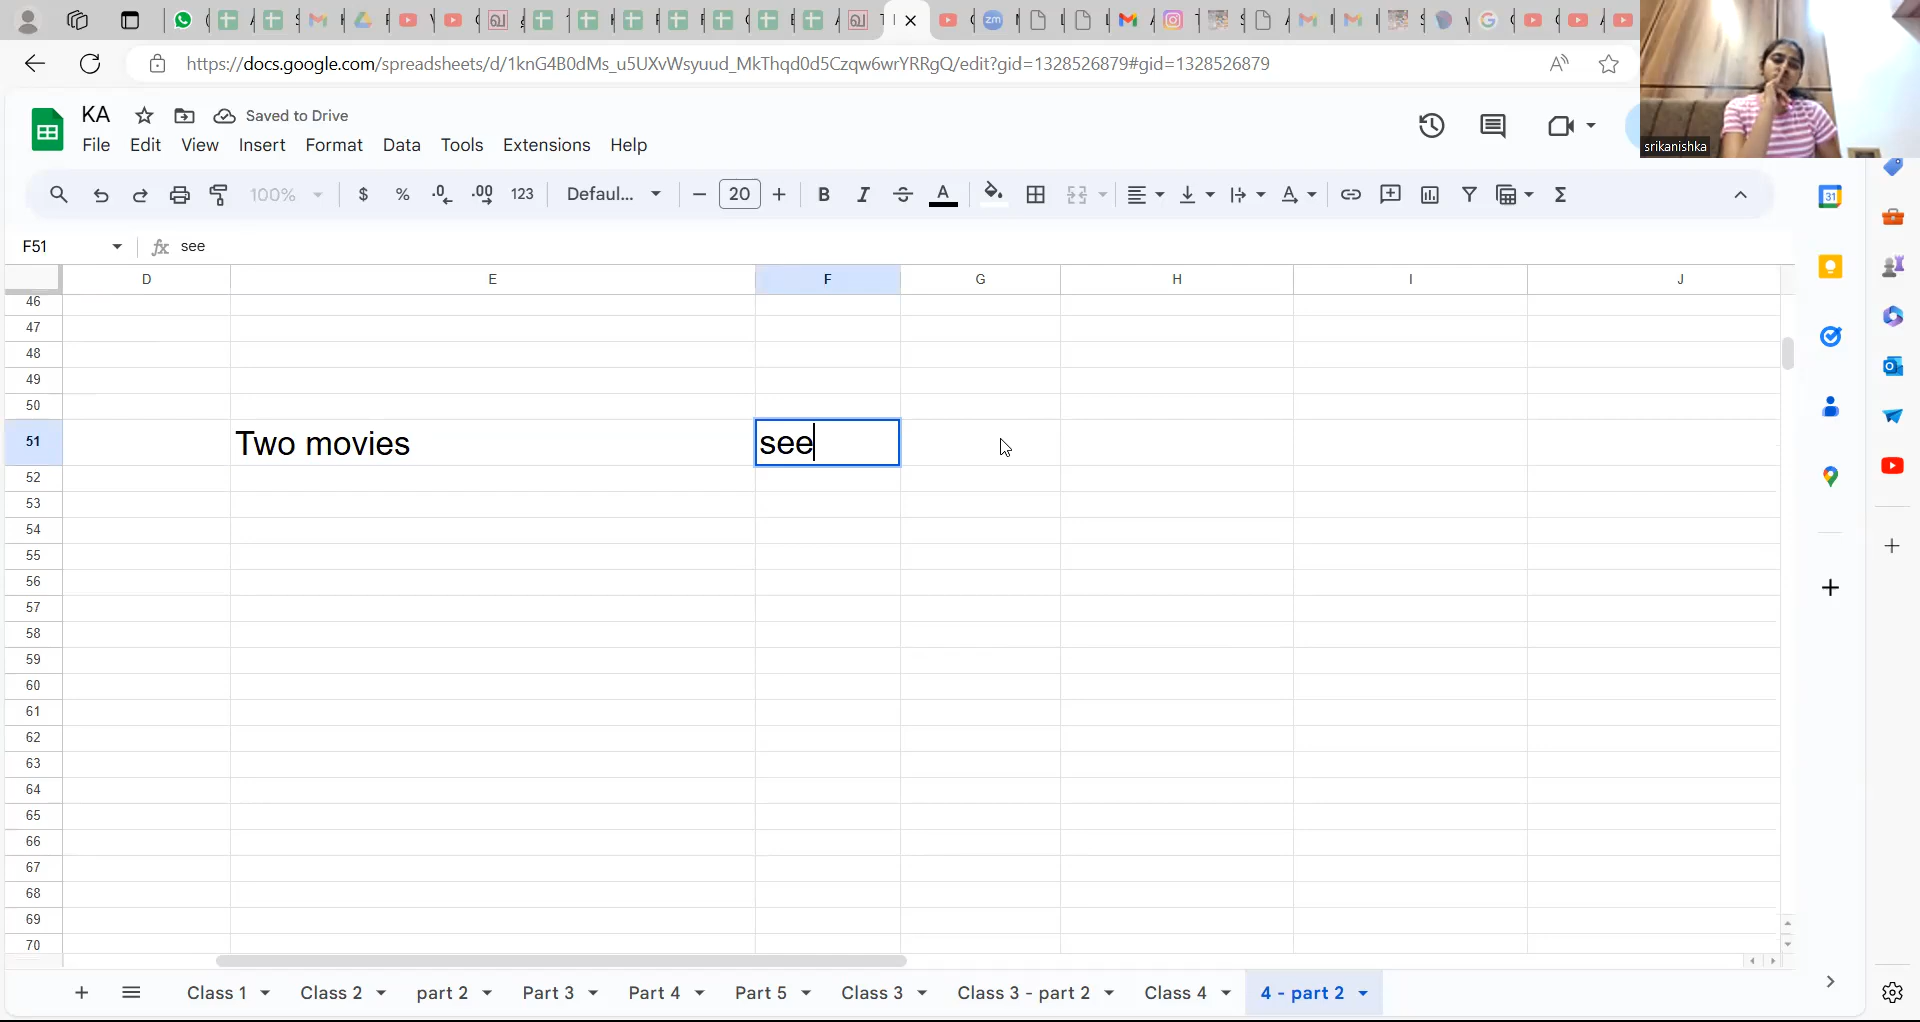 https://docs.google.com/spreadsheets/d/1knG4B0dMs_u5UXvWsyuud_MkThqd0d5Czqw6wrYRRgQ/edit?gid=1328526879#gid=1328526879
srikanishka
KA
Saved to Drive
File Edit View Insert Format Data Tools Extensions Help
100% $ % .0 .00 123 Defaul... 20 B I A
F51 fx see
D E F G H I J
46
47
48
49
50
51 Two movies see
52
53
54
55
56
57
58
59
60
61
62
63
64
65
66
67
68
69
70
Class 1 Class 2 part 2 Part 3 Part 4 Part 5 Class 3 Class 3 - part 2 Class 4 4 - part 2